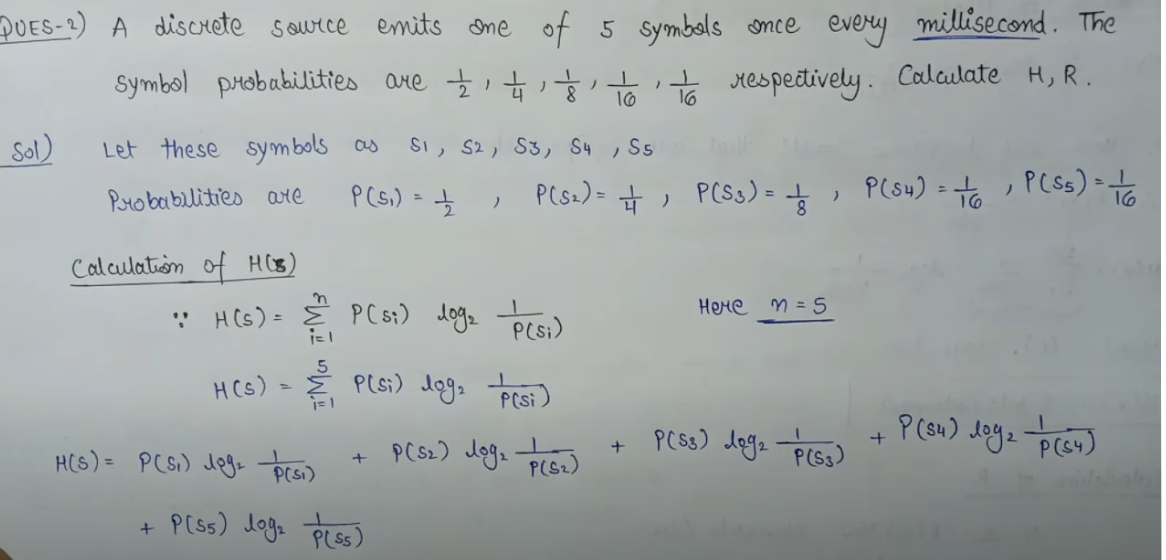 QUES-2) A discrete source emits one of 5 symbols once every millisecond. The
symbol probabilities are 1/2, 1/4, 1/8, 1/16, 1/16 respectively. Calculate H, R.
Sol) Let these symbols as S1, S2, S3, S4, S5
Probabilities are P(S1) = 1/2, P(S2) = 1/4, P(S3) = 1/8, P(S4) = 1/16, P(S5) = 1/16
Calculation of H(s)
∵ H(S) = Σ_{i=1}^{n} P(Si) log₂ 1/P(Si) Here n = 5
H(S) = Σ_{i=1}^{5} P(Si) log₂ 1/P(Si)
H(S) = P(S1) log₂ 1/P(S1) + P(S2) log₂ 1/P(S2) + P(S3) log₂ 1/P(S3) + P(S4) log₂ 1/P(S4)
+ P(S5) log₂ 1/P(S5)